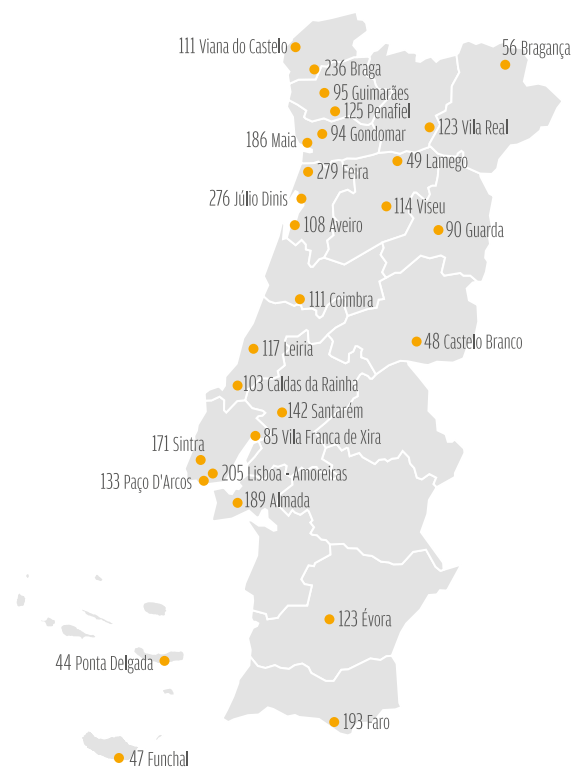 111 Viana do Castelo
56 Bragança
236 Braga
95 Guimarães
125 Penafiel
123 Vila Real
94 Gondomar
186 Maia
49 Lamego
279 Feira
276 Júlio Dinis
114 Viseu
108 Aveiro
90 Guarda
111 Coimbra
48 Castelo Branco
117 Leiria
103 Caldas da Rainha
142 Santarém
85 Vila Franca de Xira
171 Sintra
205 Lisboa - Amoreiras
133 Paço D'Arcos
189 Almada
123 Évora
44 Ponta Delgada
193 Faro
47 Funchal